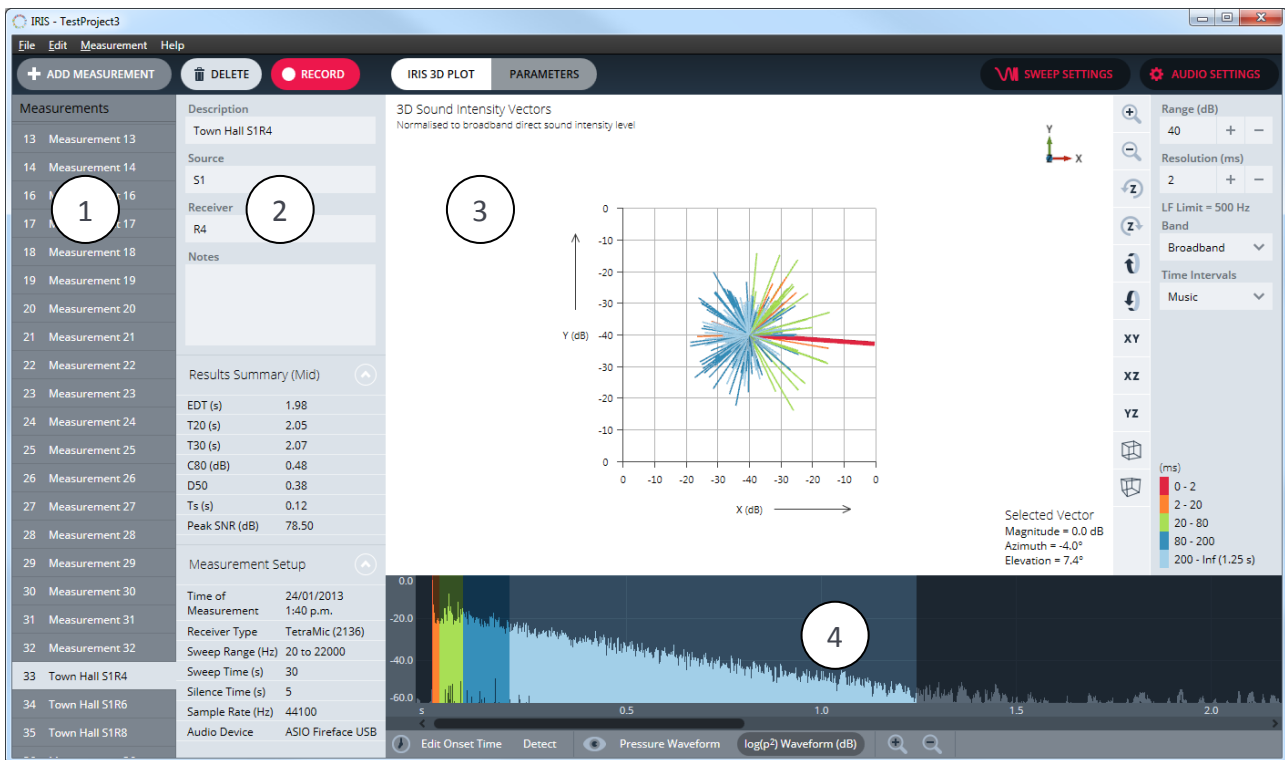 IRIS - TestProject3
File Edit Measurement Help
+ ADD MEASUREMENT
DELETE
RECORD
IRIS 3D PLOT
PARAMETERS
SWEEP SETTINGS
AUDIO SETTINGS
Measurements
13 Measurement 13
14 Measurement 14
16
16
17
17
18 Measurement 18
19 Measurement 19
20 Measurement 20
21 Measurement 21
22 Measurement 22
23 Measurement 23
24 Measurement 24
25 Measurement 25
26 Measurement 26
27 Measurement 27
28 Measurement 28
29 Measurement 29
30 Measurement 30
31 Measurement 31
32 Measurement 32
33 Town Hall S1R4
34 Town Hall S1R6
35 Town Hall S1R8
1
Description
Town Hall S1R4
Source
S1
Receiver
R4
Notes
2
Results Summary (Mid)
EDT (s) 1.98
T20 (s) 2.05
T30 (s) 2.07
C80 (dB) 0.48
D50 0.38
Ts (s) 0.12
Peak SNR (dB) 78.50
Measurement Setup
Time of Measurement 24/01/2013
1:40 p.m.
Receiver Type TetraMic (2136)
Sweep Range (Hz) 20 to 22000
Sweep Time (s) 30
Silence Time (s) 5
Sample Rate (Hz) 44100
Audio Device ASIO Fireface USB
3D Sound Intensity Vectors
Normalised to broadband direct sound intensity level
3
Y
X
0
-10
-20
-30
Y (dB) -40
-30
-20
-10
0
0 -10 -20 -30 -40 -30 -20 -10 0
X (dB)
Selected Vector
Magnitude = 0.0 dB
Azimuth = -4.0°
Elevation = 7.4°
Z
Z
XY
XZ
YZ
Range (dB)
40 + −
Resolution (ms)
2 + −
LF Limit = 500 Hz
Band
Broadband
Time Intervals
Music
(ms)
0 - 2
2 - 20
20 - 80
80 - 200
200 - Inf (1.25 s)
0.0
-20.0
-40.0
-60.0
4
s 0.5 1.0 1.5 2.0
Edit Onset Time Detect Pressure Waveform log(p²) Waveform (dB)